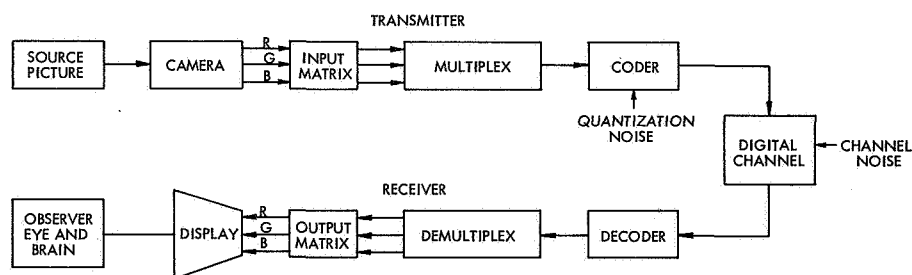 TRANSMITTER
SOURCE
PICTURE
CAMERA
R
G
B
INPUT
MATRIX
MULTIPLEX
CODER
QUANTIZATION
NOISE
DIGITAL
CHANNEL
CHANNEL
NOISE
RECEIVER
OBSERVER
EYE AND
BRAIN
DISPLAY
R
G
B
OUTPUT
MATRIX
DEMULTIPLEX
DECODER